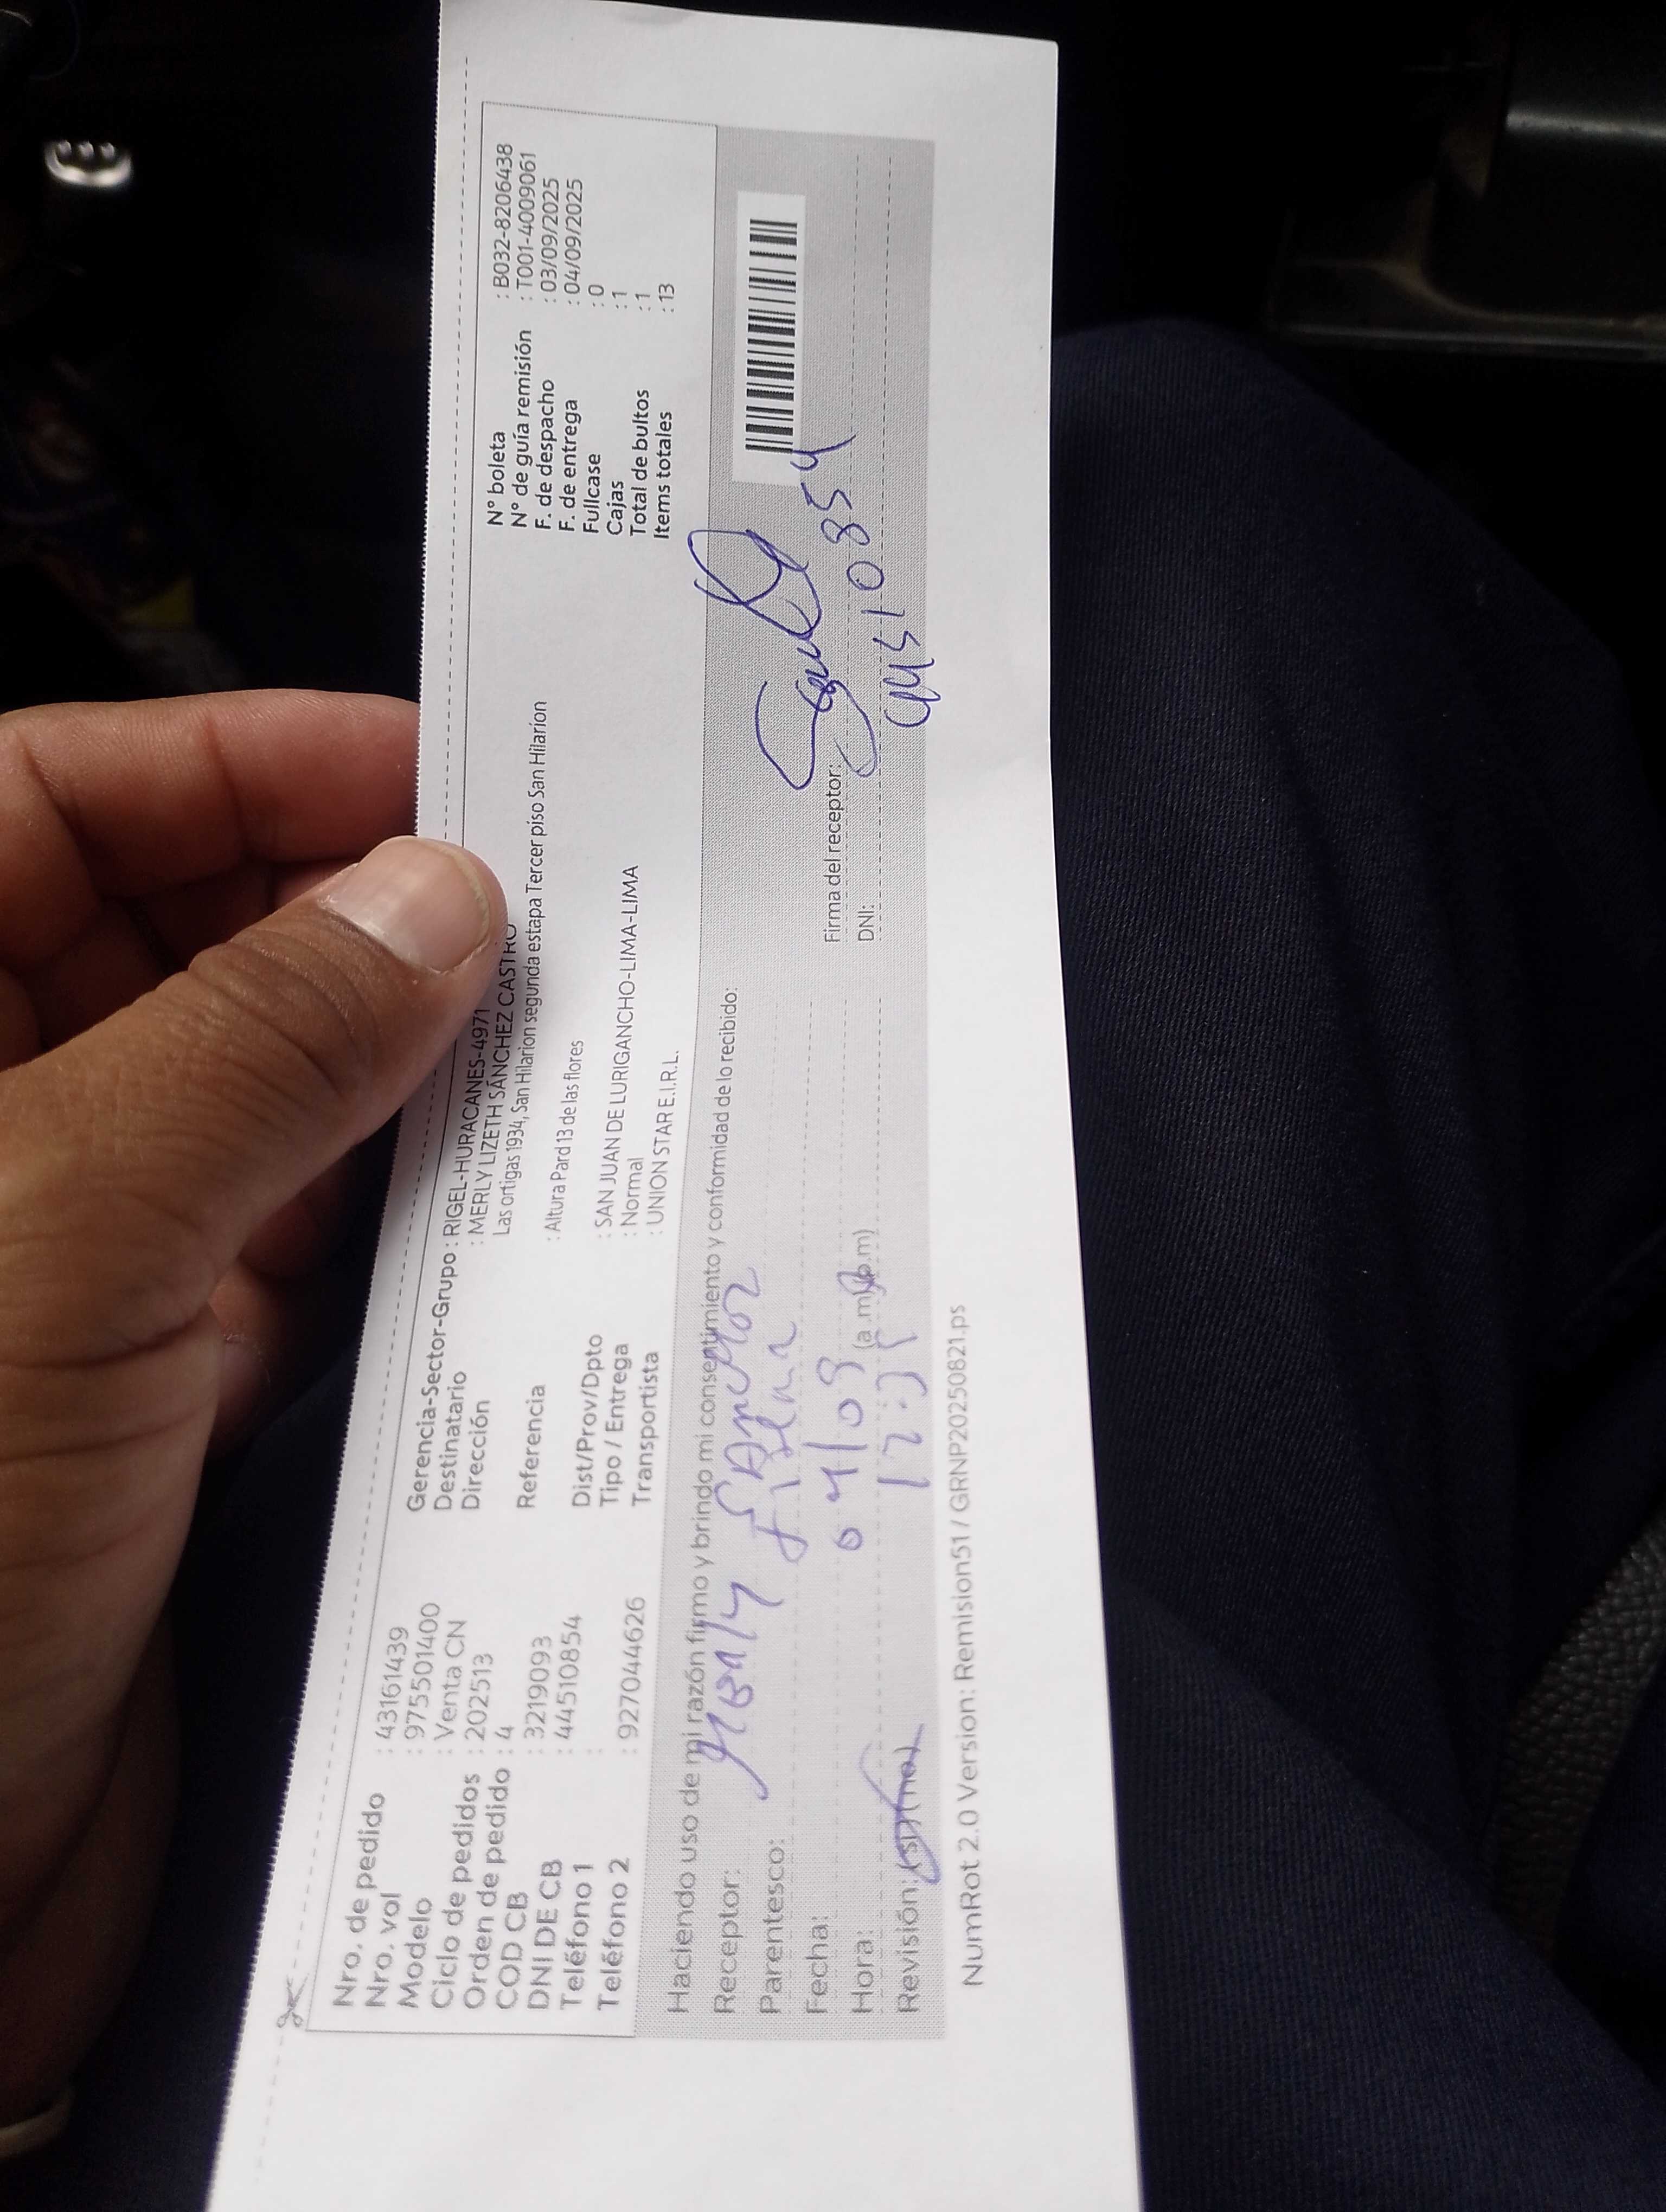 Nro. de pedido : 43161439
Nro. vol : 975501400
Modelo : Venta CN
Ciclo de pedidos : 202513
Orden de pedido : 4
COD CB : 3219093
DNI DE CB : 44510854
Teléfono 1 :
Teléfono 2 : 927044626
Gerencia-Sector-Grupo : RIGEL-HURACANES-4971
Destinatario : MERLY LIZETH SÁNCHEZ CASTRO
Dirección Las ortigas 1934, San Hilarion segunda estapa Tercer piso San Hilarion
Referencia : Altura Pard 13 de las flores
Dist/Prov/Dpto : SAN JUAN DE LURIGANCHO-LIMA-LIMA
Tipo / Entrega : Normal
Transportista : UNION STAR E.I.R.L.
N° boleta : B032-8206438
N° de guía remisión : T001-4009061
F. de despacho : 03/09/2025
F. de entrega : 04/09/2025
Fullcase : 0
Cajas : 1
Total de bultos : 1
Items totales : 13
Haciendo uso de mi razón firmo y brindo mi consentimiento y conformidad de lo recibido:
Receptor:
Parentesco:
Fecha: 04/09
Hora: (a.m/p.m)
Revisión:
Firma del receptor:
DNI: 44510854
NumRot 2.0 Version: Remision51 / GRNP20250821.ps